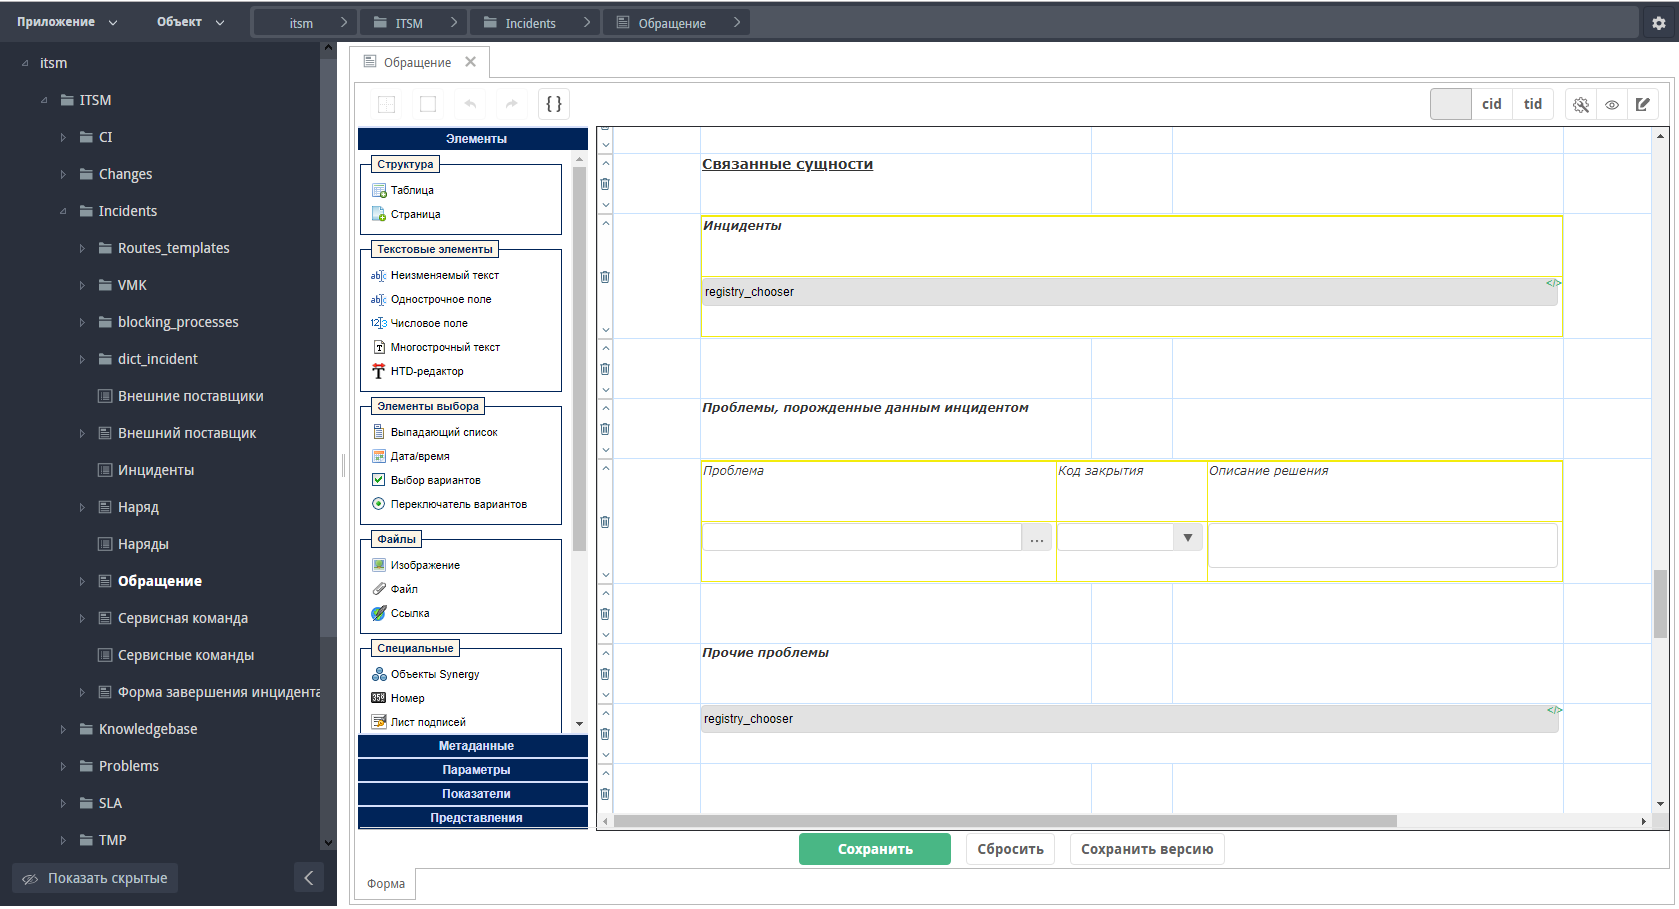 Приложение
Объект
itsm
ITSM
Incidents
Обращение
itsm
ITSM
CI
Changes
Incidents
Routes_templates
VMK
blocking_processes
dict_incident
Внешние поставщики
Внешний поставщик
Инциденты
Наряд
Наряды
Обращение
Сервисная команда
Сервисные команды
Форма завершения инцидента
Knowledgebase
Problems
SLA
TMP
Показать скрытые
Обращение
{ }
cid
tid
Элементы
Структура
Таблица
Страница
Текстовые элементы
Неизменяемый текст
Однострочное поле
Числовое поле
Многострочный текст
HTD-редактор
Элементы выбора
Выпадающий список
Дата/время
Выбор вариантов
Переключатель вариантов
Файлы
Изображение
Файл
Ссылка
Специальные
Объекты Synergy
Номер
Лист подписей
Метаданные
Параметры
Показатели
Представления
Связанные сущности
Инциденты
registry_chooser
</>
Проблемы, порожденные данным инцидентом
Проблема
Код закрытия
Описание решения
...
Прочие проблемы
registry_chooser
</>
Сохранить
Сбросить
Сохранить версию
Форма